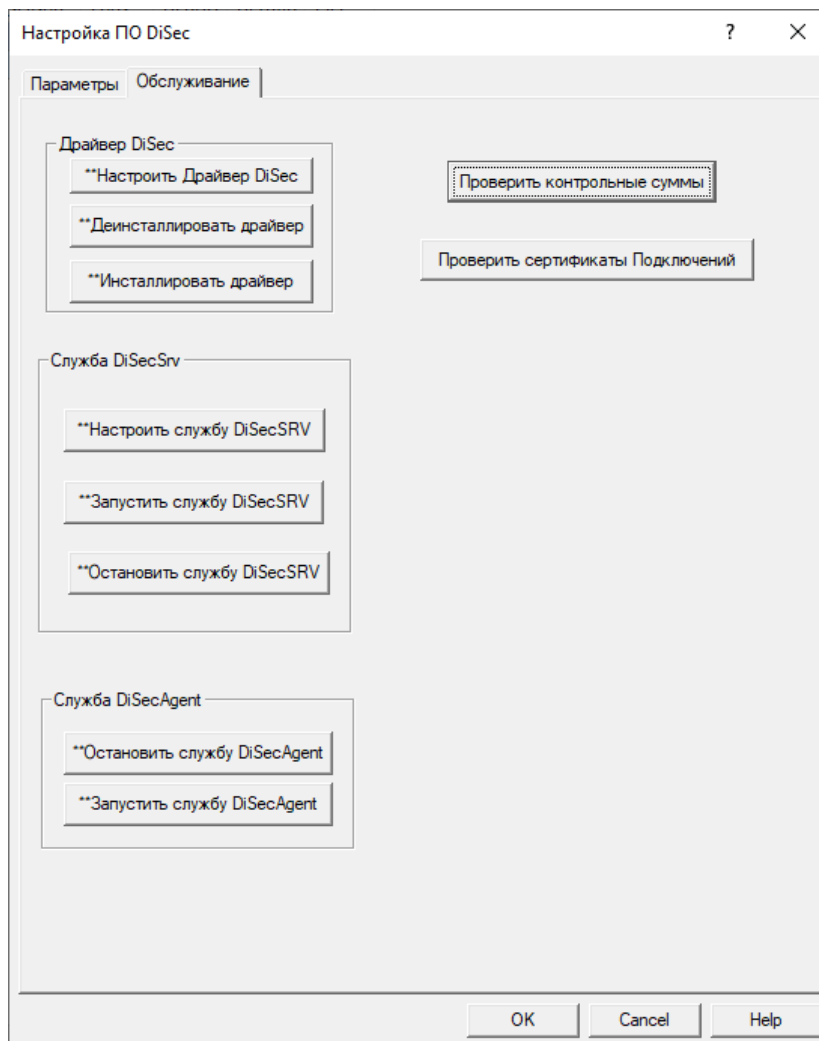 Настройка ПО DiSec
?
Параметры
Обслуживание
Драйвер DiSec
**Настроить Драйвер DiSec
**Деинсталлировать драйвер
**Инсталлировать драйвер
Проверить контрольные суммы
Проверить сертификаты Подключений
Служба DiSecSrv
**Настроить службу DiSecSRV
**Запустить службу DiSecSRV
**Остановить службу DiSecSRV
Служба DiSecAgent
**Остановить службу DiSecAgent
**Запустить службу DiSecAgent
OK
Cancel
Help